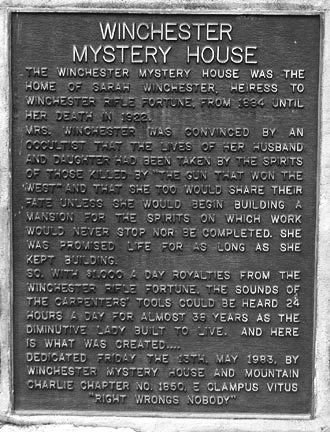 WINCHESTER
MYSTERY HOUSE
THE WINCHESTER MYSTERY HOUSE WAS THE
HOME OF SARAH WINCHESTER, HEIRESS TO
WINCHESTER RIFLE FORTUNE, FROM 1884 UNTIL
HER DEATH IN 1922.
MRS. WINCHESTER WAS CONVINCED BY AN
OCCULTIST THAT THE LIVES OF HER HUSBAND
AND DAUGHTER HAD BEEN TAKEN BY THE SPIRITS
OF THOSE KILLED BY "THE GUN THAT WON THE
WEST" AND THAT SHE TOO WOULD SHARE THEIR
FATE UNLESS SHE WOULD BEGIN BUILDING A
MANSION FOR THE SPIRITS ON WHICH WORK
WOULD NEVER STOP NOR BE COMPLETED. SHE
WAS PROMISED LIFE FOR AS LONG AS SHE
KEPT BUILDING.
SO, WITH $1,000 A DAY ROYALTIES FROM THE
WINCHESTER RIFLE FORTUNE, THE SOUNDS OF
THE CARPENTERS' TOOLS COULD BE HEARD 24
HOURS A DAY FOR ALMOST 38 YEARS AS THE
DIMINUTIVE LADY BUILT TO LIVE. AND HERE
IS WHAT WAS CREATED....
DEDICATED FRIDAY THE 13TH, MAY 1983, BY
WINCHESTER MYSTERY HOUSE AND MOUNTAIN
CHARLIE CHAPTER NO. 1850, E CLAMPUS VITUS
"RIGHT WRONGS NOBODY"